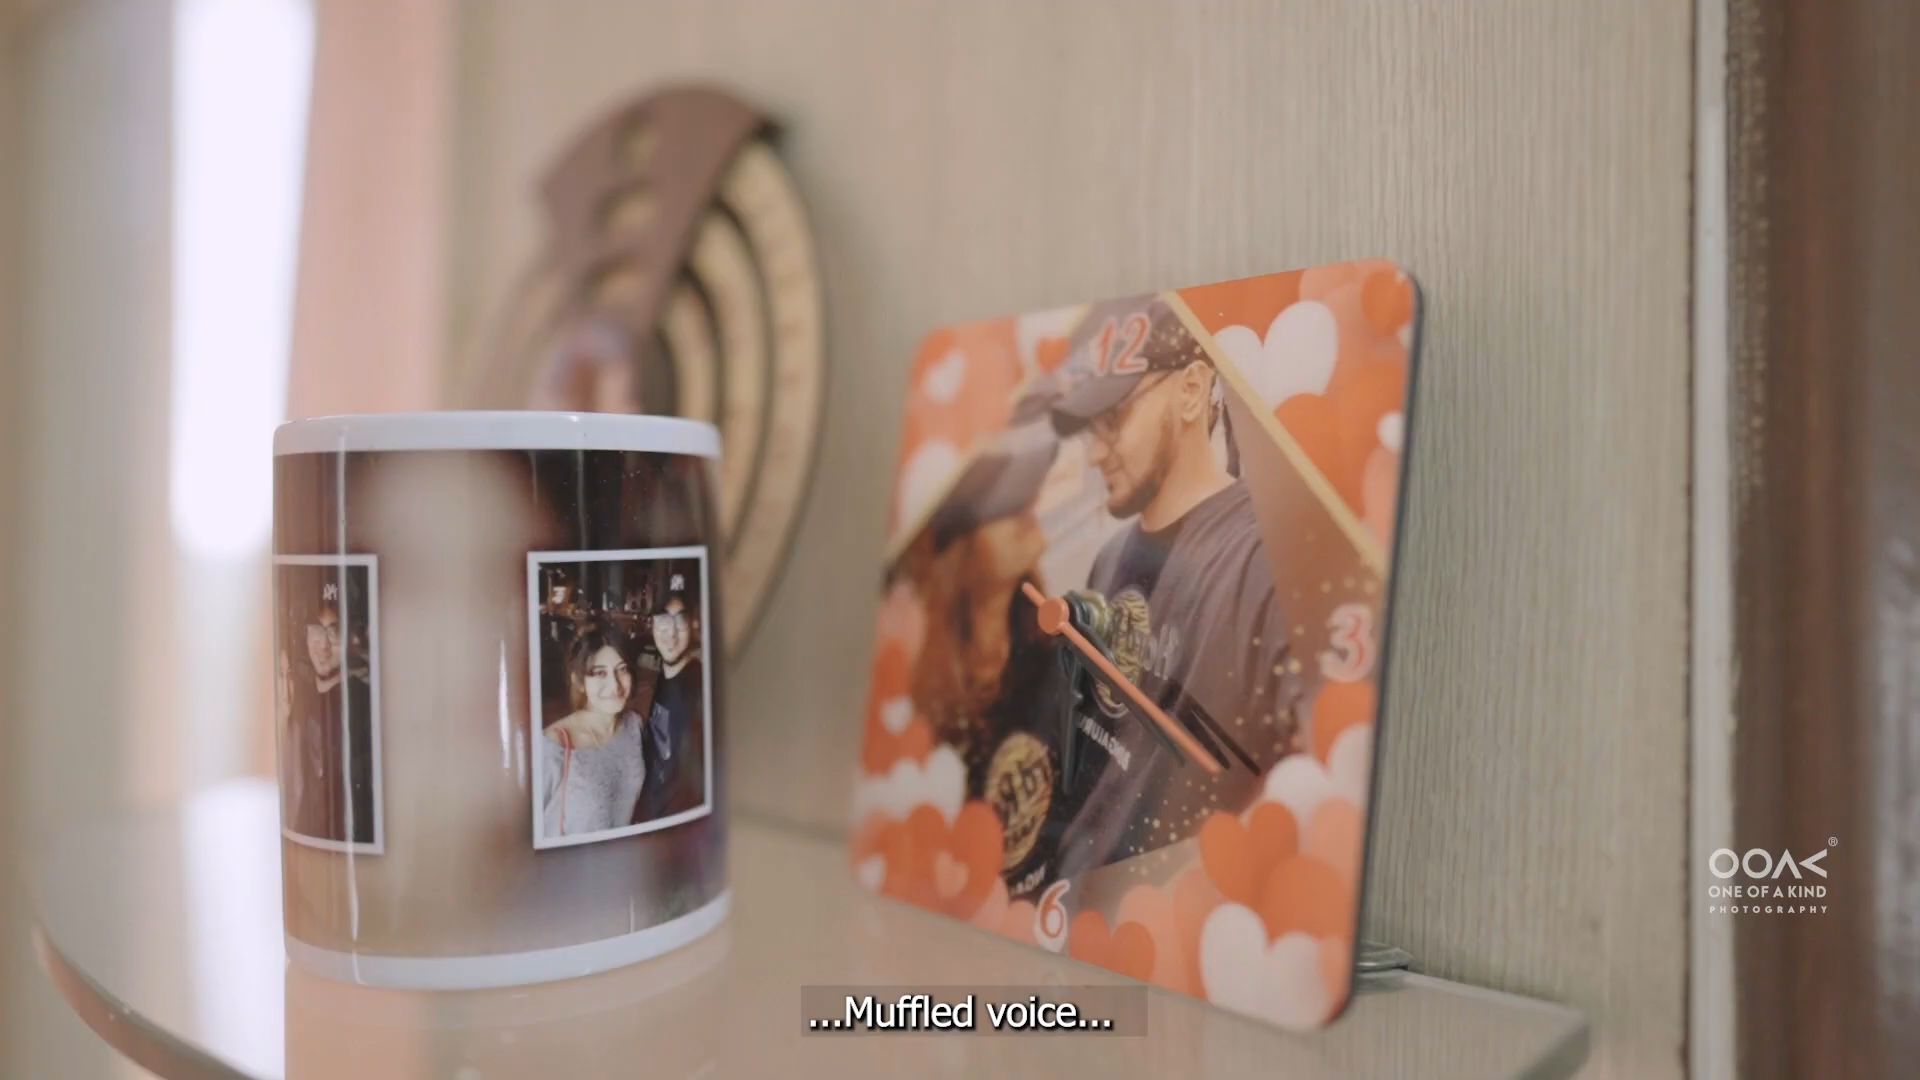 12
3
6
OOAK®
ONE OF A KIND
PHOTOGRAPHY
...Muffled voice...